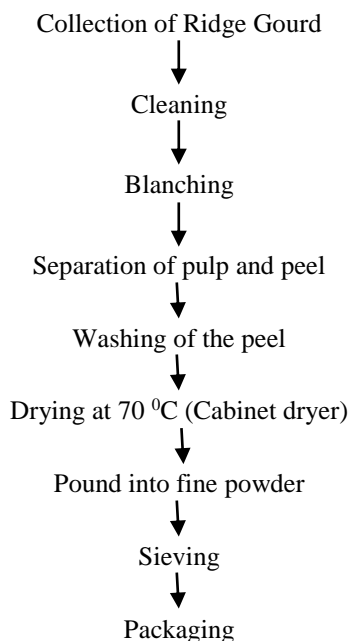 Collection of Ridge Gourd
Cleaning
Blanching
Separation of pulp and peel
Washing of the peel
Drying at 70 ⁰C (Cabinet dryer)
Pound into fine powder
Sieving
Packaging